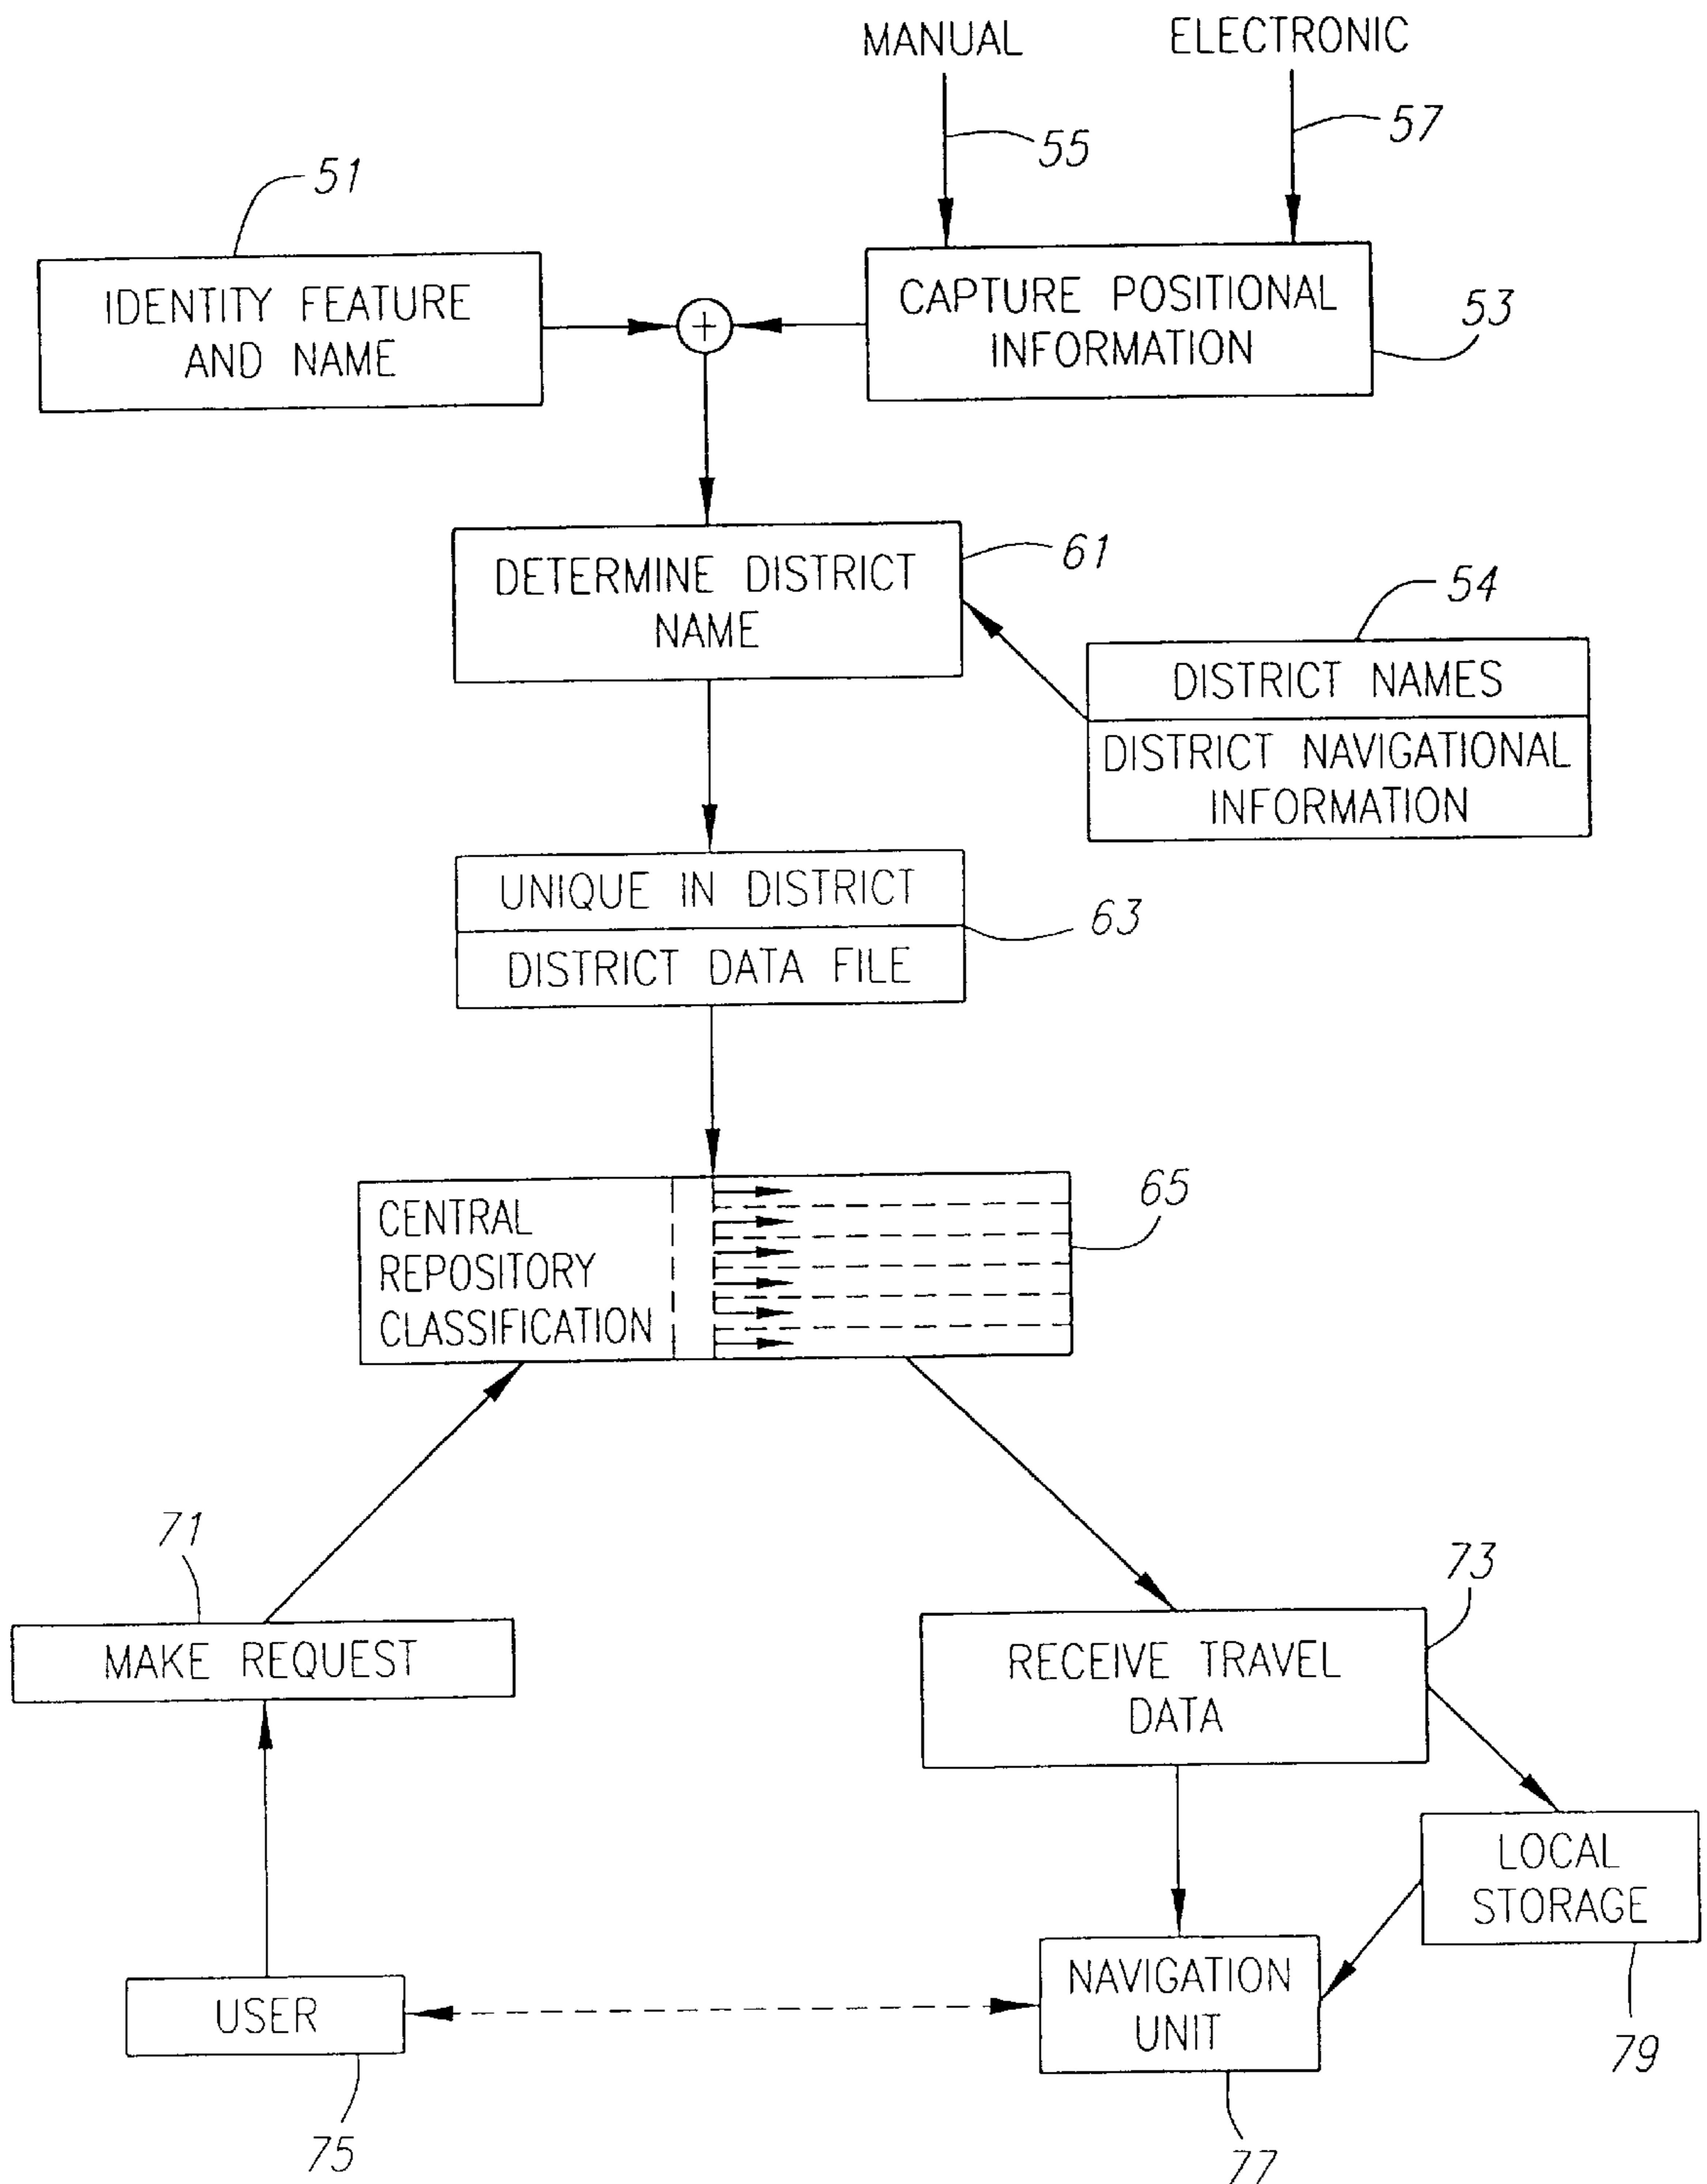 MANUAL
ELECTRONIC
55
57
51
IDENTITY FEATURE
AND NAME
CAPTURE POSITIONAL
INFORMATION
53
+
DETERMINE DISTRICT
NAME
61
54
DISTRICT NAMES
DISTRICT NAVIGATIONAL
INFORMATION
UNIQUE IN DISTRICT
DISTRICT DATA FILE
63
CENTRAL
REPOSITORY
CLASSIFICATION
65
71
MAKE REQUEST
73
RECEIVE TRAVEL
DATA
LOCAL
STORAGE
79
USER
75
NAVIGATION
UNIT
77